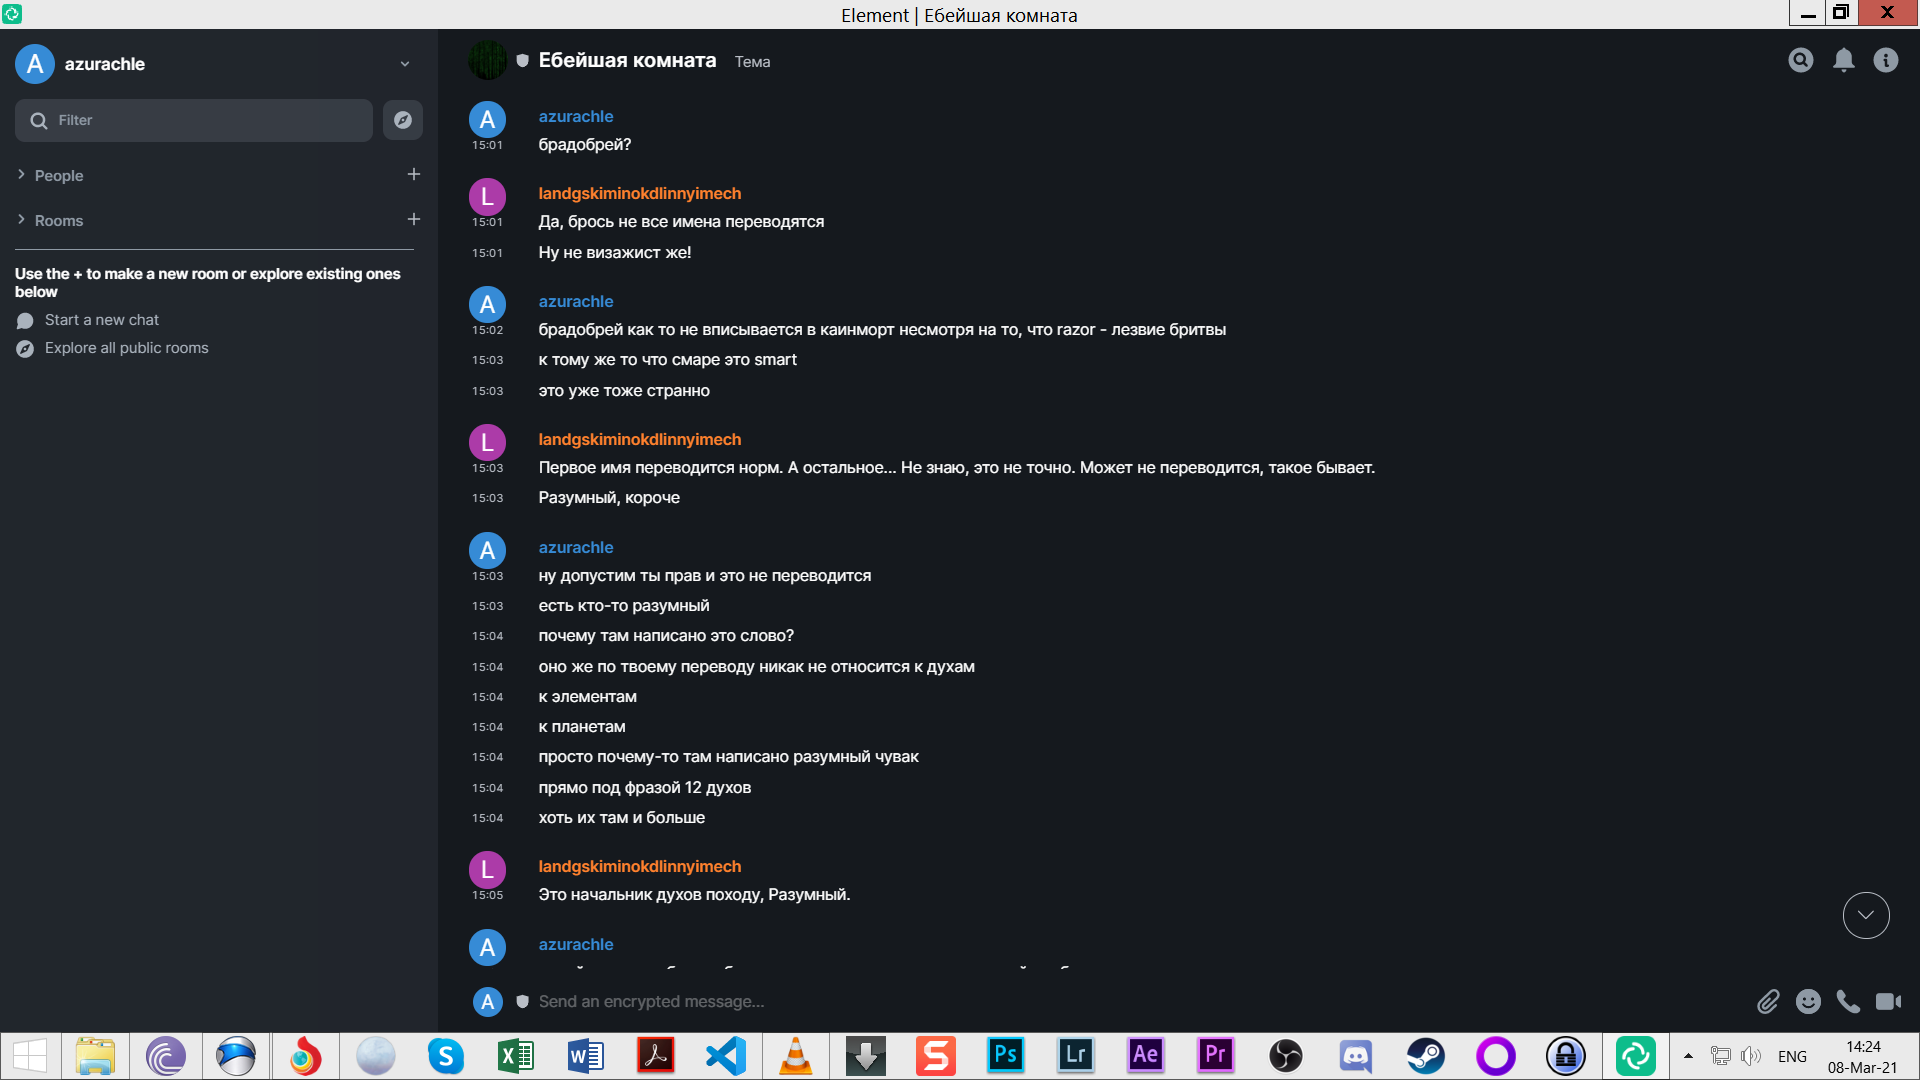 Element | Ебейшая комната
A azurachle
Filter
People
Rooms
Use the + to make a new room or explore existing ones
below
Start a new chat
Explore all public rooms
Ебейшая комната Тема
A azurachle
15:01 брадобрей?
L landgskiminokdlinnyimech
15:01 Да, брось не все имена переводятся
15:01 Ну не визажист же!
A azurachle
15:02 брадобрей как то не вписывается в каинморт несмотря на то, что razor - лезвие бритвы
15:03 к тому же то что смаре это smart
15:03 это уже тоже странно
L landgskiminokdlinnyimech
15:03 Первое имя переводится норм. А остальное... Не знаю, это не точно. Может не переводится, такое бывает.
15:03 Разумный, короче
A azurachle
15:03 ну допустим ты прав и это не переводится
15:03 есть кто-то разумный
15:04 почему там написано это слово?
15:04 оно же по твоему переводу никак не относится к духам
15:04 к элементам
15:04 к планетам
15:04 просто почему-то там написано разумный чувак
15:04 прямо под фразой 12 духов
15:04 хоть их там и больше
L landgskiminokdlinnyimech
15:05 Это начальник духов походу, Разумный.
A azurachle
A Send an encrypted message...
S X W S Ps Lr Ae Pr
ENG
14:24
08-Mar-21